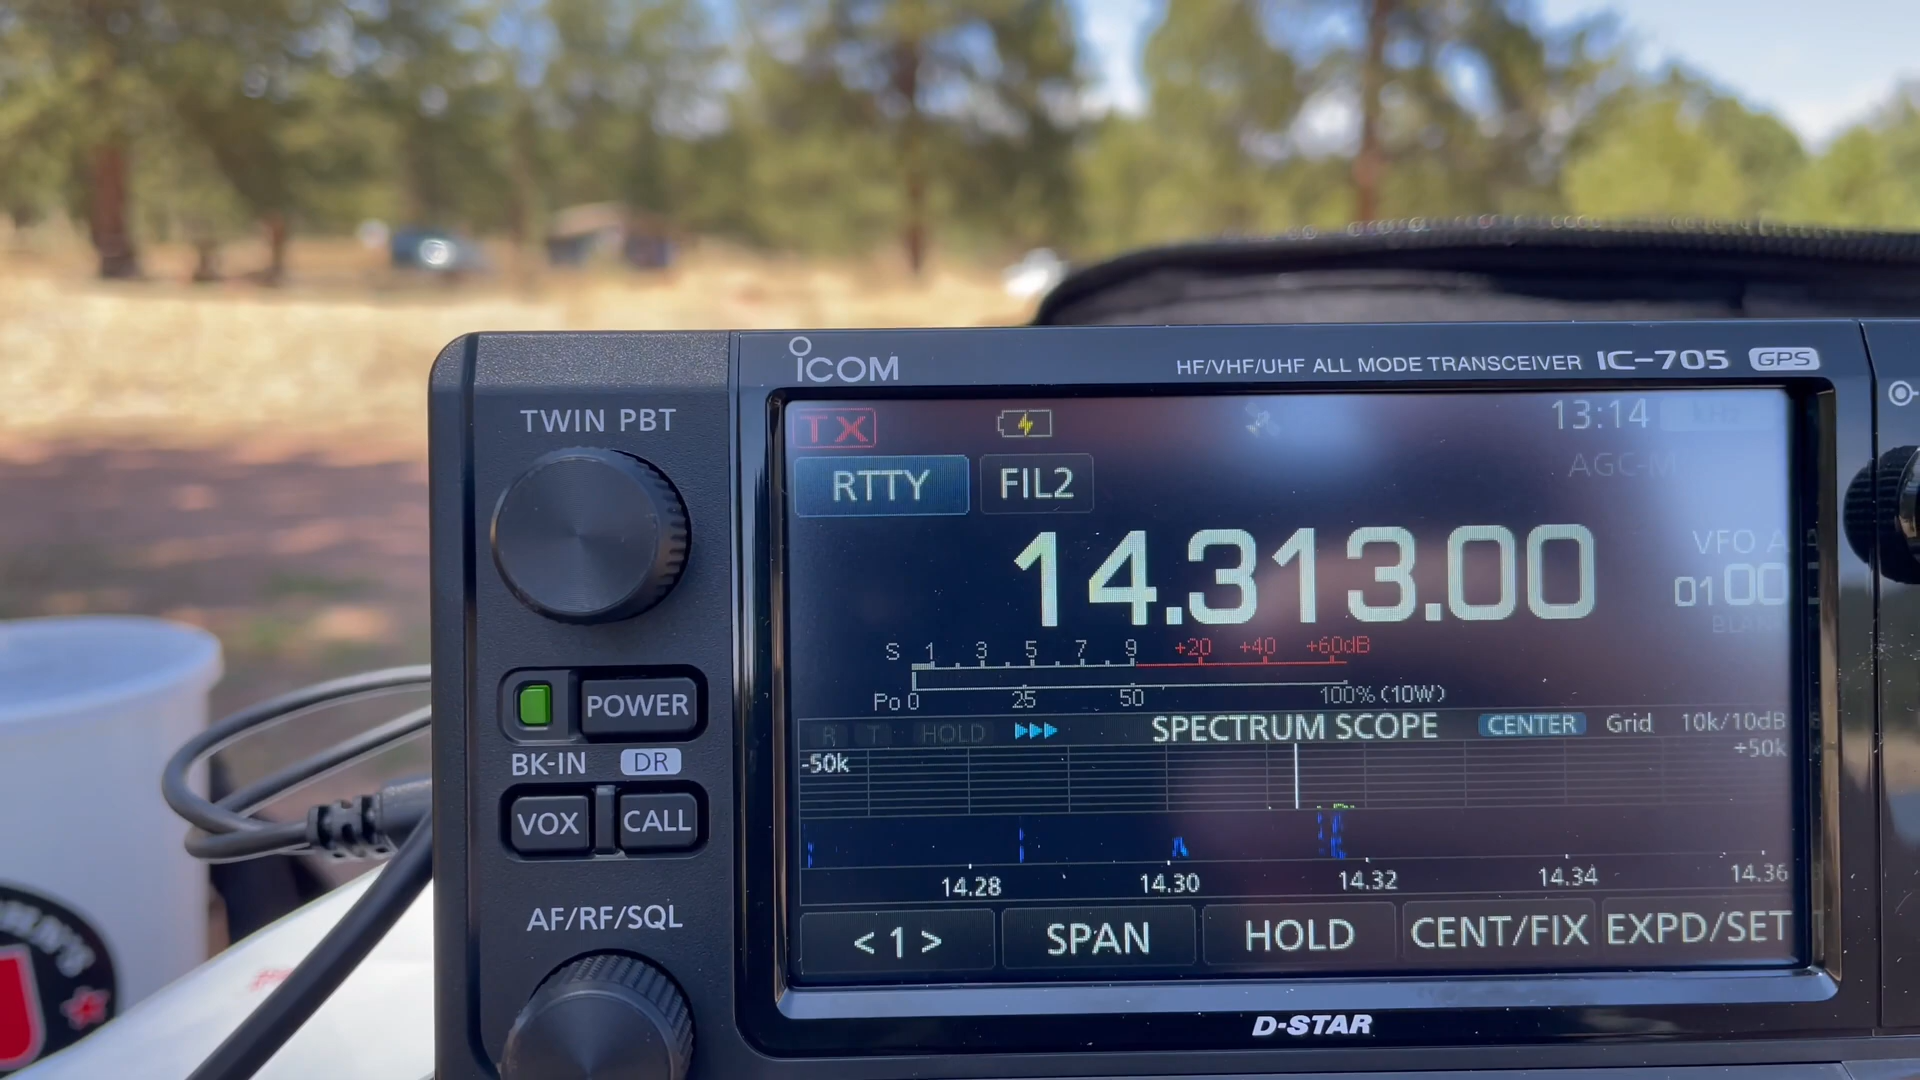 ICOM
HF/VHF/UHF ALL MODE TRANSCEIVER IC-705 GPS
TWIN PBT
TX
13:14
RTTY FIL2
AGC-M
14.313.00
VFO A
01 00
BLANK
S 1 3 5 7 9 +20 +40 +60dB
Po 0 25 50 100% (10W)
POWER
R T HOLD SPECTRUM SCOPE CENTER Grid 10k/10dB
-50k +50k
BK-IN DR
VOX CALL
14.28 14.30 14.32 14.34 14.36
AF/RF/SQL
<1> SPAN HOLD CENT/FIX EXPD/SET
D-STAR